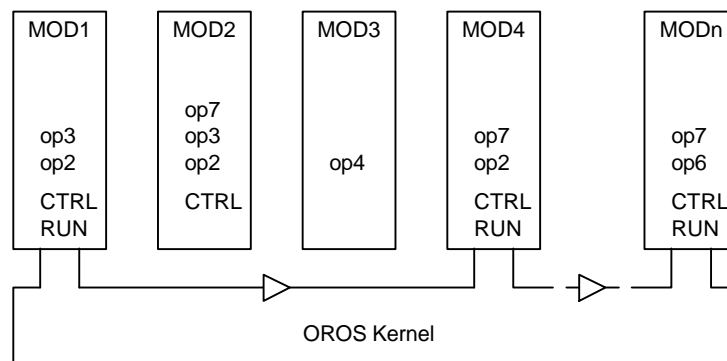 MOD1
op3
op2
CTRL
RUN
MOD2
op7
op3
op2
CTRL
MOD3
op4
MOD4
op7
op2
CTRL
RUN
MODn
op7
op6
CTRL
RUN
OROS Kernel